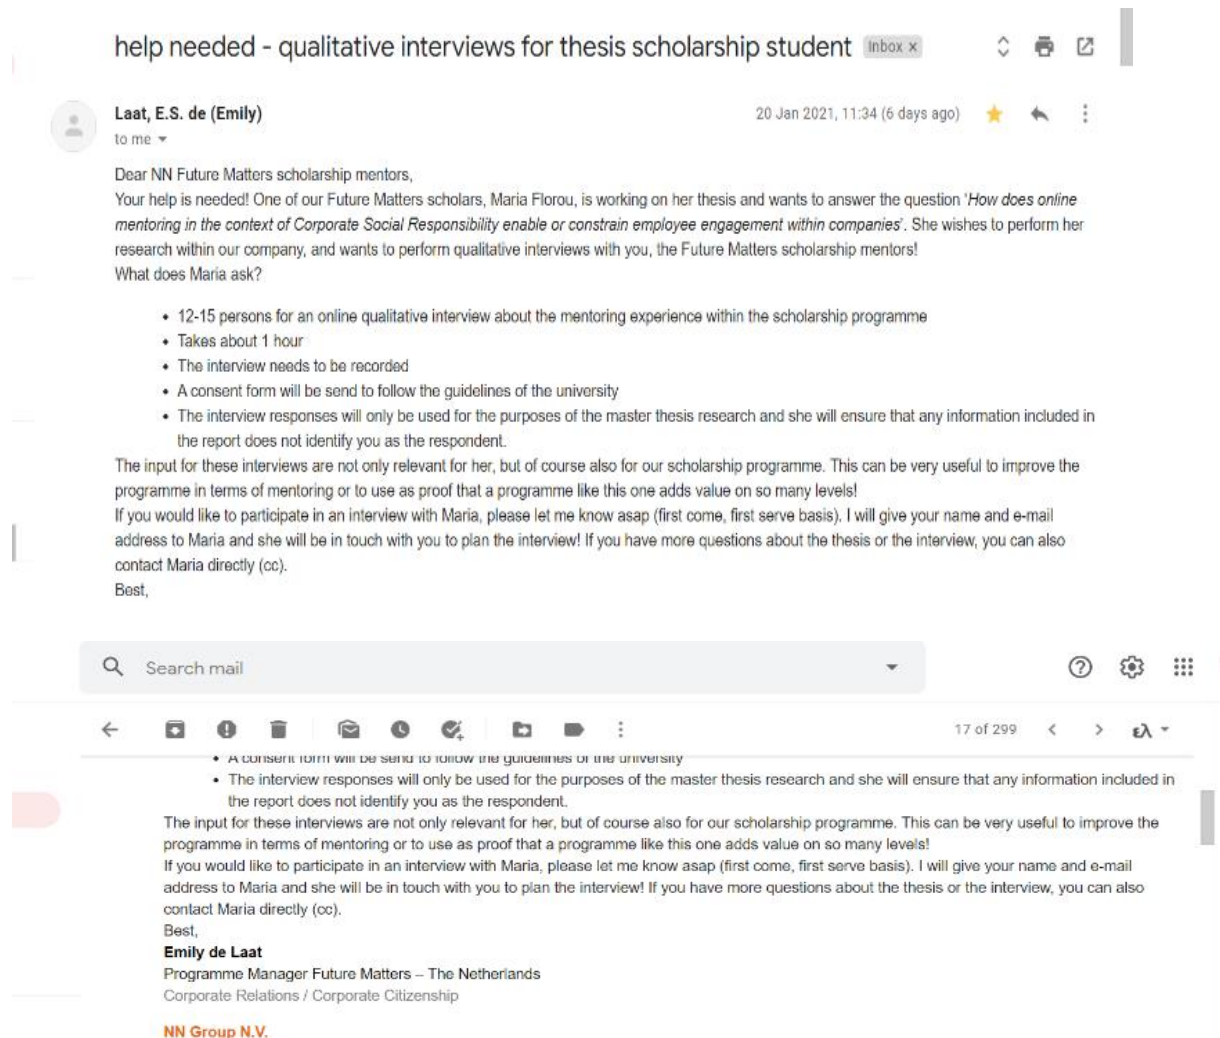 help needed - qualitative interviews for thesis scholarship student Inbox x
Laat, E.S. de (Emily) 20 Jan 2021, 11:34 (6 days ago)
to me
Dear NN Future Matters scholarship mentors,
Your help is needed! One of our Future Matters scholars, Maria Florou, is working on her thesis and wants to answer the question 'How does online
mentoring in the context of Corporate Social Responsibility enable or constrain employee engagement within companies'. She wishes to perform her
research within our company, and wants to perform qualitative interviews with you, the Future Matters scholarship mentors!
What does Maria ask?
• 12-15 persons for an online qualitative interview about the mentoring experience within the scholarship programme
• Takes about 1 hour
• The interview needs to be recorded
• A consent form will be send to follow the guidelines of the university
• The interview responses will only be used for the purposes of the master thesis research and she will ensure that any information included in
the report does not identify you as the respondent.
The input for these interviews are not only relevant for her, but of course also for our scholarship programme. This can be very useful to improve the
programme in terms of mentoring or to use as proof that a programme like this one adds value on so many levels!
If you would like to participate in an interview with Maria, please let me know asap (first come, first serve basis). I will give your name and e-mail
address to Maria and she will be in touch with you to plan the interview! If you have more questions about the thesis or the interview, you can also
contact Maria directly (cc).
Best,
Search mail
17 of 299 ελ
• A consent form will be send to follow the guidelines of the university
• The interview responses will only be used for the purposes of the master thesis research and she will ensure that any information included in
the report does not identify you as the respondent.
The input for these interviews are not only relevant for her, but of course also for our scholarship programme. This can be very useful to improve the
programme in terms of mentoring or to use as proof that a programme like this one adds value on so many levels!
If you would like to participate in an interview with Maria, please let me know asap (first come, first serve basis). I will give your name and e-mail
address to Maria and she will be in touch with you to plan the interview! If you have more questions about the thesis or the interview, you can also
contact Maria directly (cc).
Best,
Emily de Laat
Programme Manager Future Matters – The Netherlands
Corporate Relations / Corporate Citizenship
NN Group N.V.